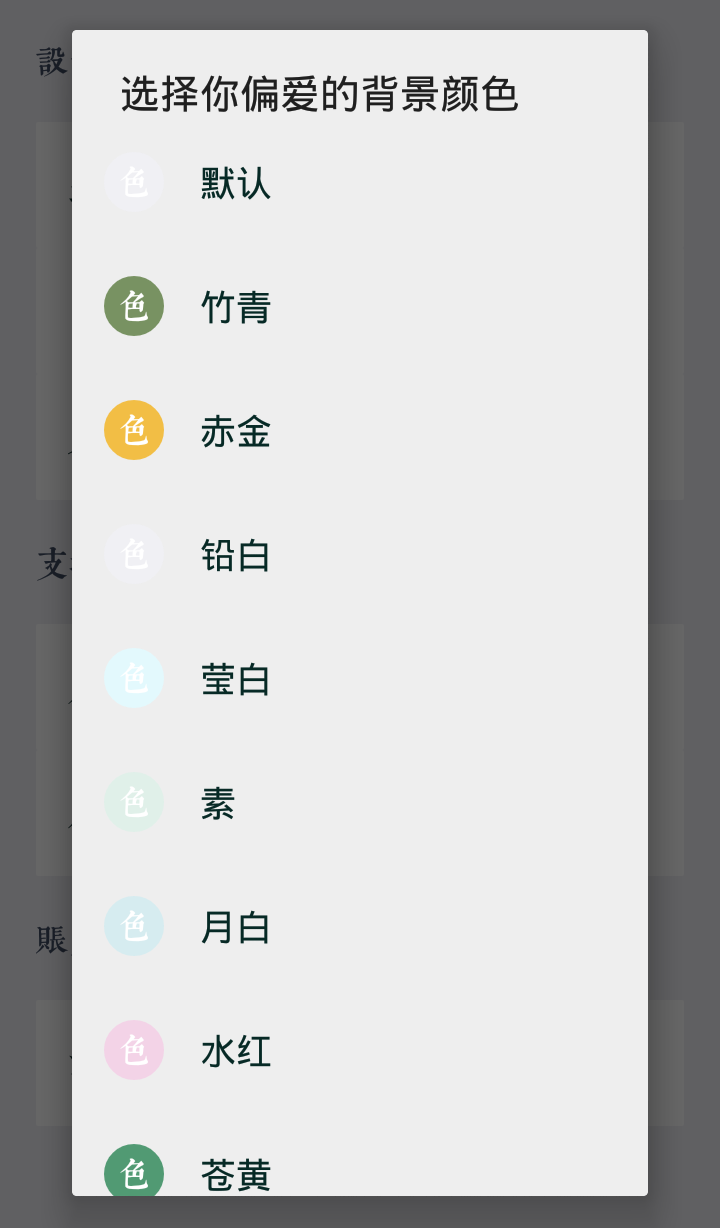 設
选择你偏爱的背景颜色
色 默认
色 竹青
色 赤金
色 铅白
支
色 莹白
色 素
賬
色 月白
色 水红
色 苍黄